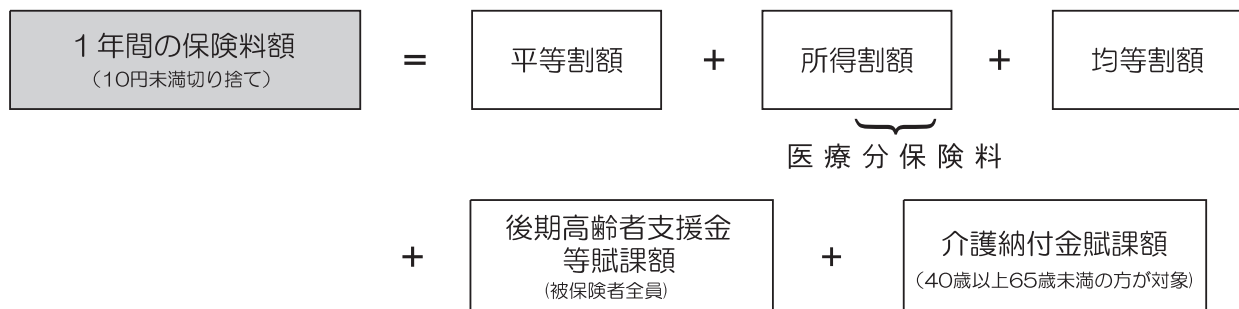 1年間の保険料額 = 平等割額 + 所得割額 + 均等割額
（10円未満切り捨て）
医療分保険料
+ 後期高齢者支援金 + 介護納付金賦課額
等賦課額 （40歳以上65歳未満の方が対象）
（被保険者全員）